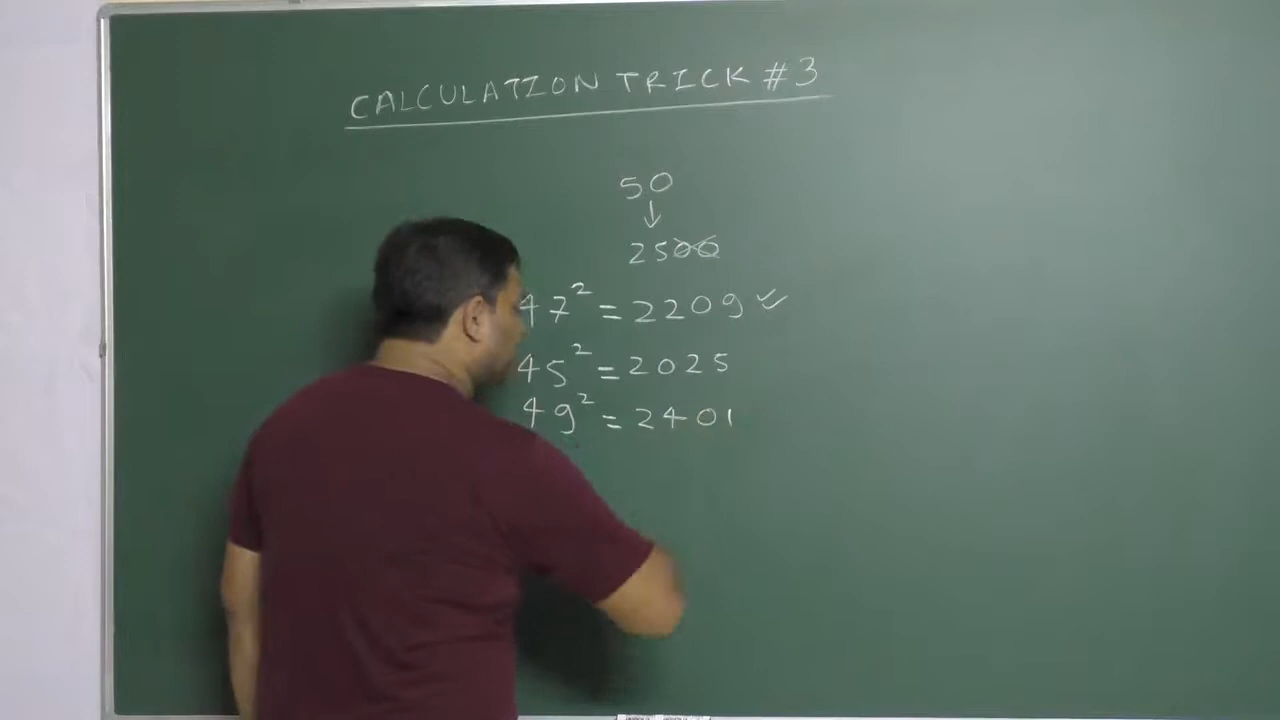 CALCULATION TRICK #3
50
↓
2500
47² = 2209 ✓
45² = 2025
49² = 2401